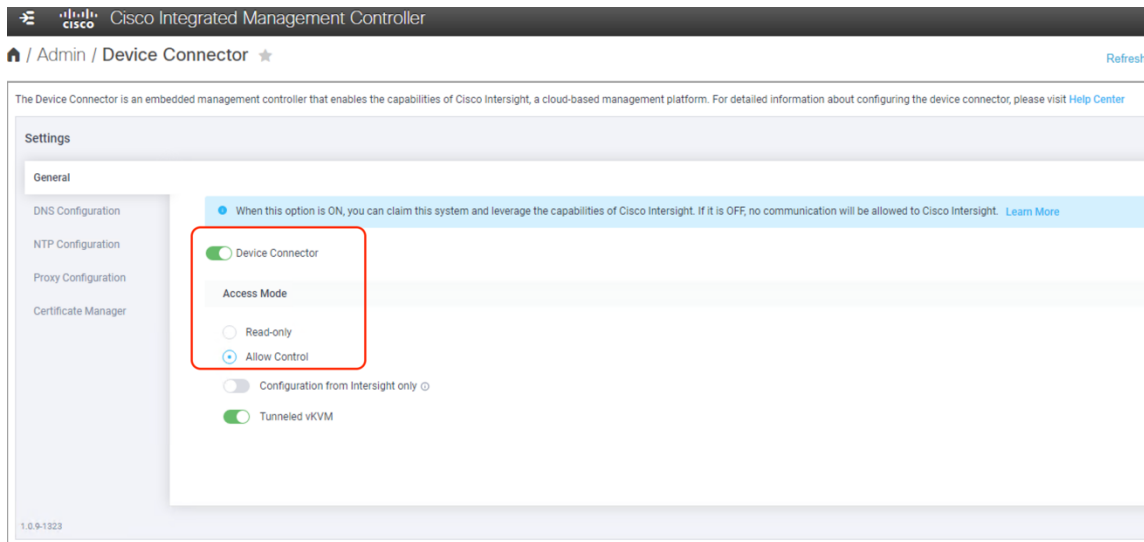 cisco Cisco Integrated Management Controller
/ Admin / Device Connector
Refresh
The Device Connector is an embedded management controller that enables the capabilities of Cisco Intersight, a cloud-based management platform. For detailed information about configuring the device connector, please visit Help Center
Settings
General
DNS Configuration
NTP Configuration
Proxy Configuration
Certificate Manager
When this option is ON, you can claim this system and leverage the capabilities of Cisco Intersight. If it is OFF, no communication will be allowed to Cisco Intersight. Learn More
Device Connector
Access Mode
Read-only
Allow Control
Configuration from Intersight only
Tunneled vKVM
1.0.9-1323